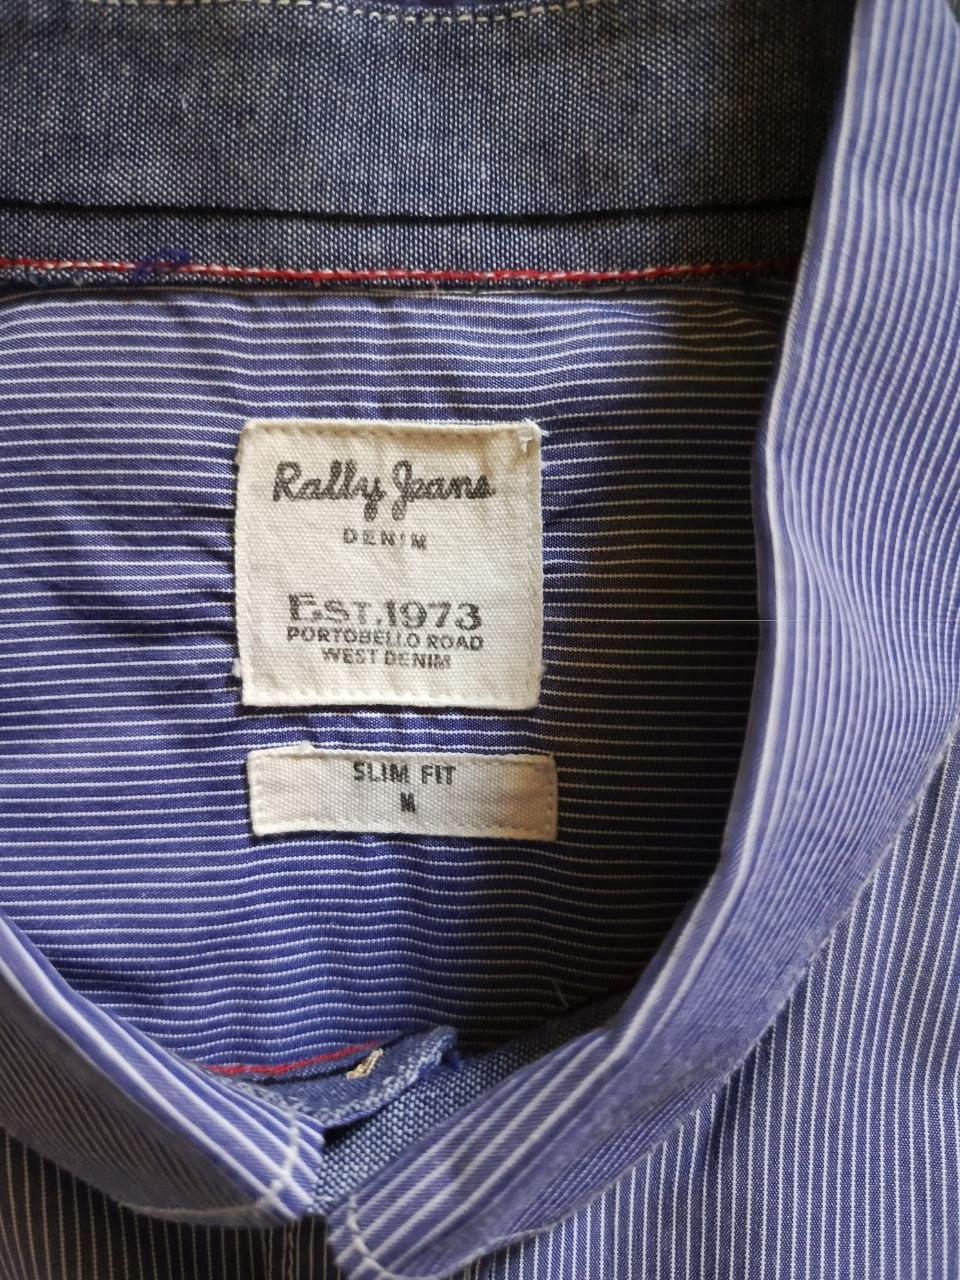 Rally Jeans
DENIM
EST.1973
PORTOBELLO ROAD
WEST DENIM
SLIM FIT
M